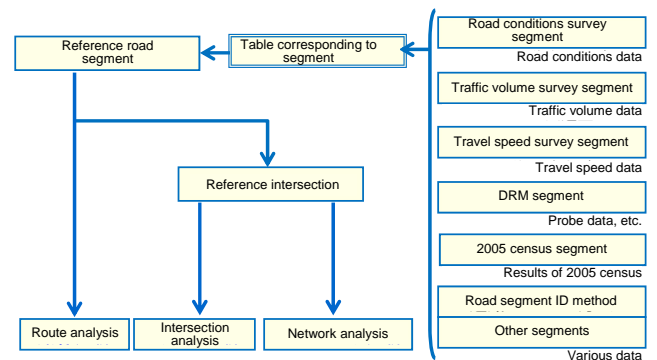 Reference road
segment
Table corresponding to
segment
Road conditions survey
segment
Road conditions data
Traffic volume survey segment
Traffic volume data
Travel speed survey segment
Travel speed data
DRM segment
Probe data, etc.
2005 census segment
Results of 2005 census
Road segment ID method
Other segments
Various data
Reference intersection
Route analysis
Intersection
analysis
Network analysis